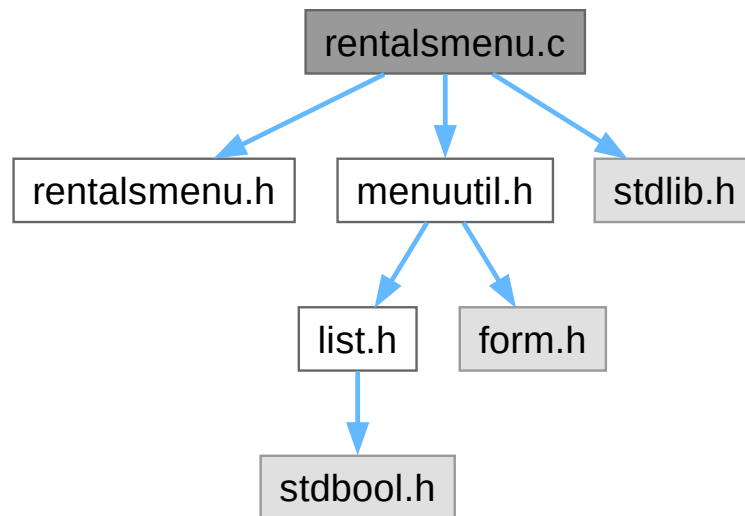 rentalsmenu.c
rentalsmenu.h
menuutil.h
stdlib.h
list.h
form.h
stdbool.h